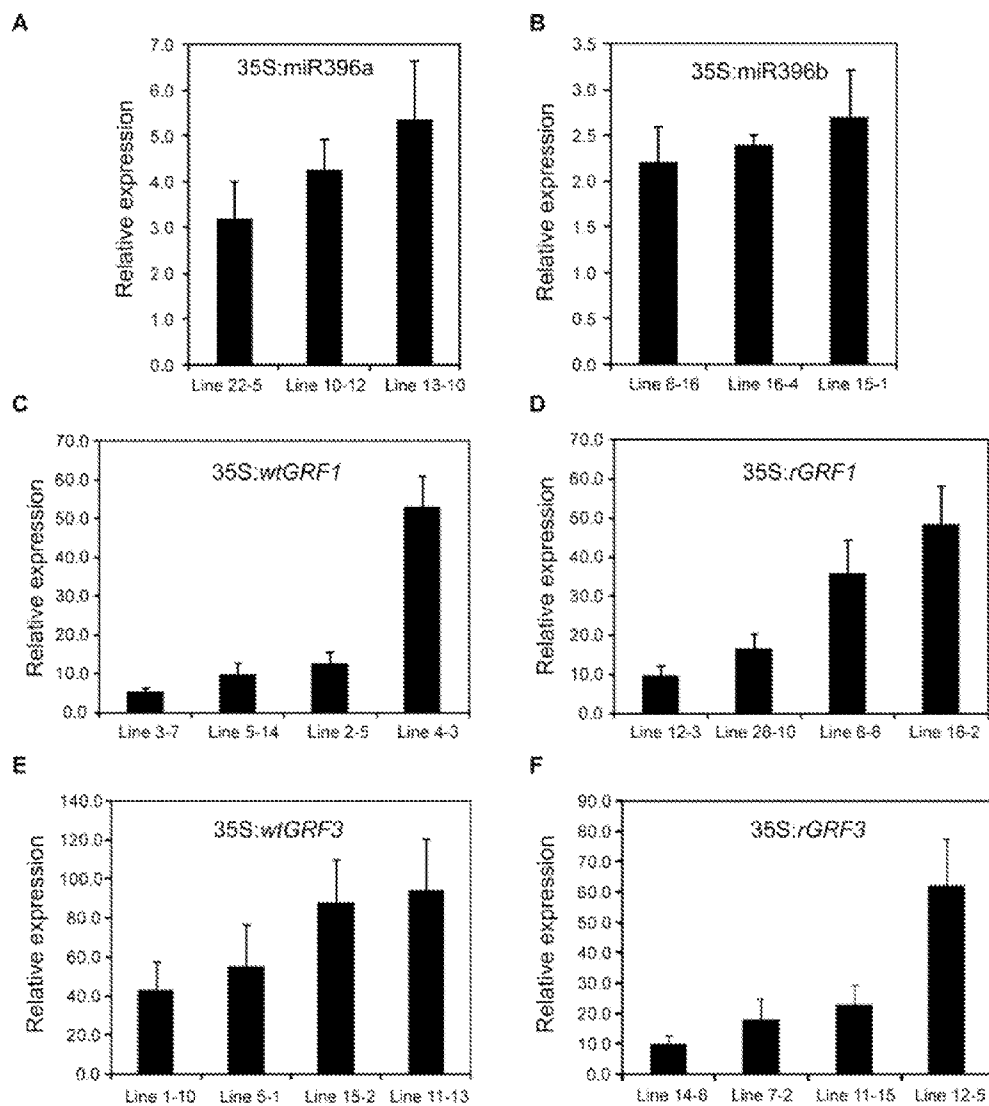 A
Relative expression
7.0
6.0
5.0
4.0
3.0
2.0
1.0
0.0
35S:miR396a
Line 22-5
Line 10-12
Line 13-10
B
Relative expression
3.5
3.0
2.5
2.0
1.5
1.0
0.5
0.0
35S:miR396b
Line 16-4
Line 15-1
C
Relative expression
70.0
60.0
50.0
40.0
30.0
20.0
10.0
0.0
35S:wtGRF1
Line 3-7
Line 5-14
Line 2-5
Line 4-3
D
Relative expression
70.0
60.0
50.0
40.0
30.0
20.0
10.0
0.0
35S:rGRF1
Line 12-3
Line 16-2
E
Relative expression
140.0
120.0
100.0
80.0
60.0
40.0
20.0
0.0
35S:wtGRF3
Line 1-10
Line 5-1
Line 15-2
Line 11-13
F
Relative expression
90.0
80.0
70.0
60.0
50.0
40.0
30.0
20.0
10.0
0.0
35S:rGRF3
Line 7-2
Line 11-15
Line 12-5